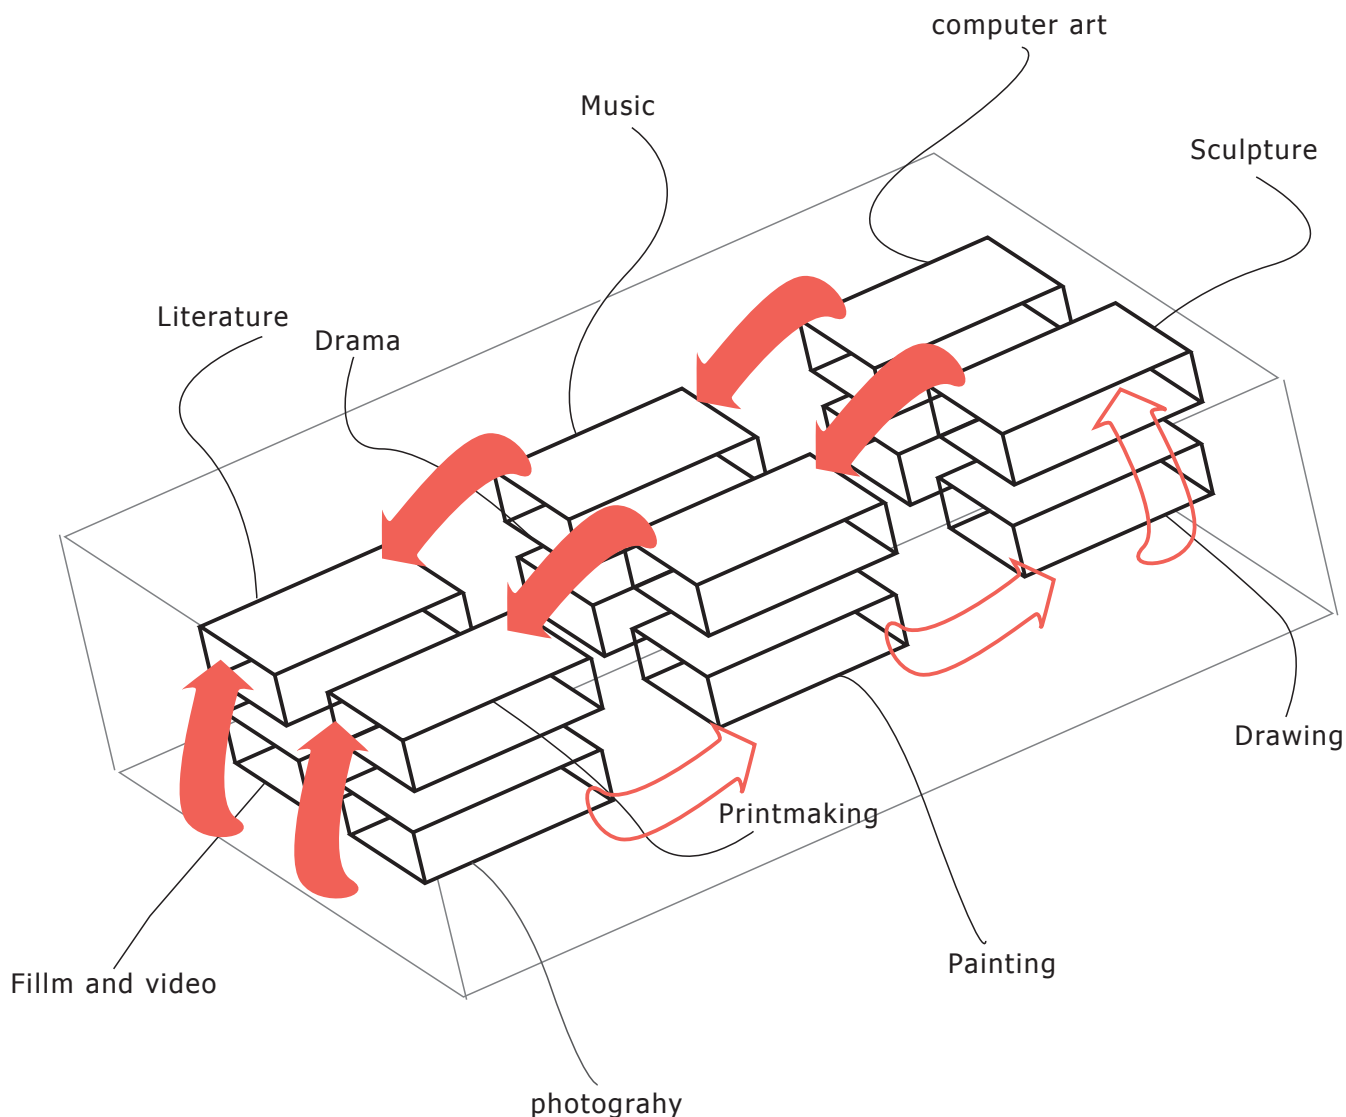 computer art
Music
Sculpture
Literature
Drama
Drawing
Printmaking
Painting
Fillm and video
photograhy